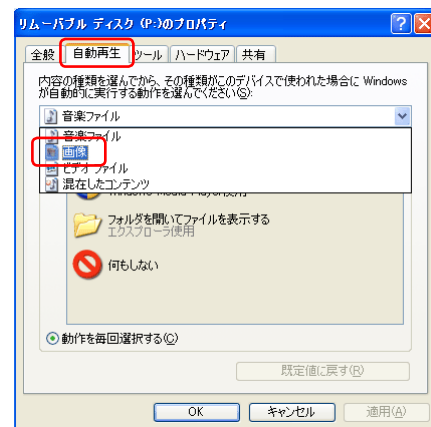 リムーバブル ディスク (P:)のプロパティ
全般 自動再生 ツール ハードウェア 共有
内容の種類を選んでから、その種類がこのデバイスで使われた場合に Windows
が自動的に実行する動作を選んでください(S):
音楽ファイル
音楽ファイル
画像
ビデオ ファイル
混在したコンテンツ
Windows Media Player使用
フォルダを開いてファイルを表示する
エクスプローラ使用
何もしない
動作を毎回選択する(C)
既定値に戻す(R)
OK キャンセル 適用(A)